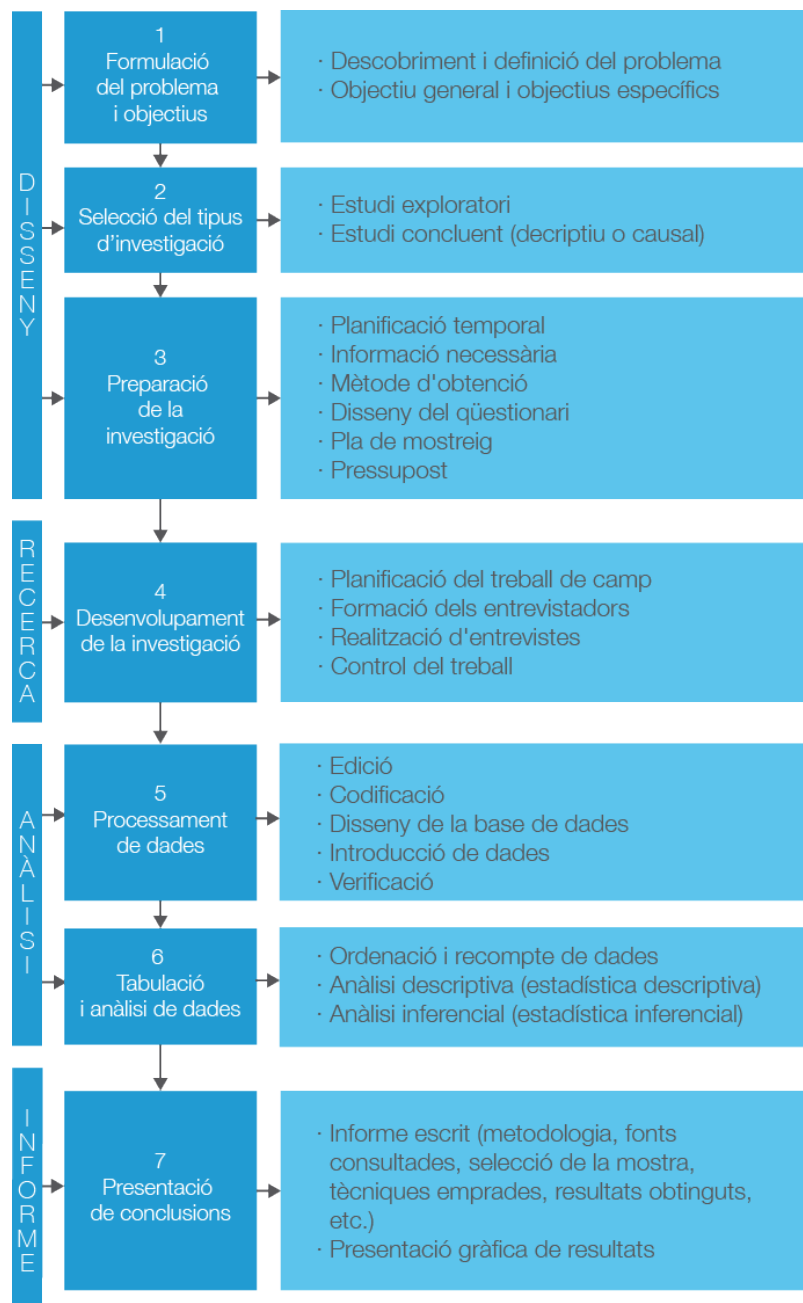 DISSENY
1
Formulació
del problema
i objectius
· Descobriment i definició del problema
· Objectiu general i objectius específics
2
Selecció del tipus
d'investigació
· Estudi exploratori
· Estudi concluent (decriptiu o causal)
3
Preparació
de la
investigació
· Planificació temporal
· Informació necessària
· Mètode d'obtenció
· Disseny del qüestionari
· Pla de mostreig
· Pressupost
RECERCA
4
Desenvolupament
de la investigació
· Planificació del treball de camp
· Formació dels entrevistadors
· Realització d'entrevistes
· Control del treball
ANÀLISI
5
Processament
de dades
· Edició
· Codificació
· Disseny de la base de dades
· Introducció de dades
· Verificació
6
Tabulació
i anàlisi de dades
· Ordenació i recompte de dades
· Anàlisi descriptiva (estadística descriptiva)
· Anàlisi inferencial (estadística inferencial)
INFORME
7
Presentació
de conclusions
· Informe escrit (metodologia, fonts
consultades, selecció de la mostra,
tècniques emprades, resultats obtinguts,
etc.)
· Presentació gràfica de resultats